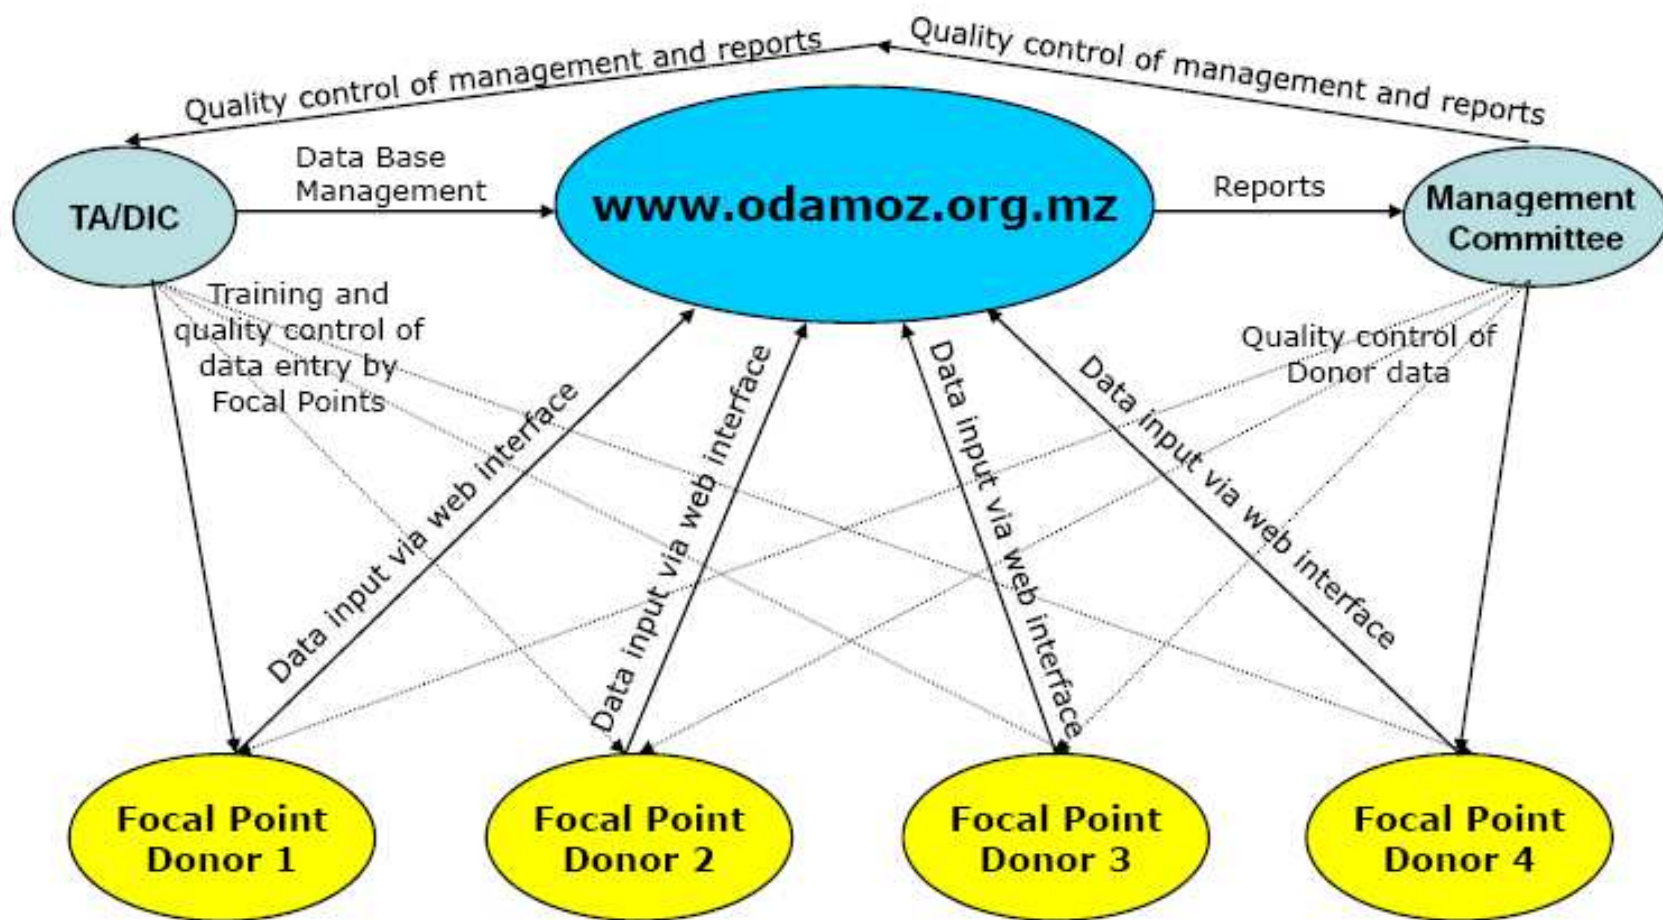 Quality control of management and reports
Quality control of management and reports
Data Base
Management
TA/DIC
www.odamoz.org.mz
Reports
Management
Committee
Training and
quality control of
data entry by
Focal Points
Quality control of
Donor data
Data input via web interface
Data input via web interface
Data input via web interface
Data input via web interface
Focal Point
Donor 1
Focal Point
Donor 2
Focal Point
Donor 3
Focal Point
Donor 4